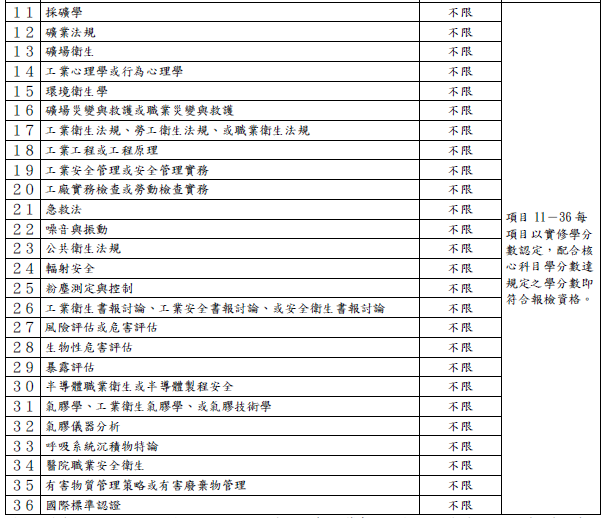 11 採礦學 不限
12 礦業法規 不限
13 礦場衛生 不限
14 工業心理學或行為心理學 不限
15 環境衛生學 不限
16 礦場災變與救護或職業災變與救護 不限
17 工業衛生法規、勞工衛生法規、或職業衛生法規 不限
18 工業工程或工程原理 不限
19 工業安全管理或安全管理實務 不限
20 工廠實務檢查或勞動檢查實務 不限
21 急救法 不限
22 噪音與振動 不限
23 公共衛生法規 不限
24 輻射安全 不限
25 粉塵測定與控制 不限
26 工業衛生書報討論、工業安全書報討論、或安全衛生書報討論 不限
27 風險評估或危害評估 不限
28 生物性危害評估 不限
29 暴露評估 不限
30 半導體職業衛生或半導體製程安全 不限
31 氣膠學、工業衛生氣膠學、或氣膠技術學 不限
32 氣膠儀器分析 不限
33 呼吸系統沉積物特論 不限
34 醫院職業安全衛生 不限
35 有害物質管理策略或有害廢棄物管理 不限
36 國際標準認證 不限
項目 11－36 每
項目以實修學分
數認定，配合核
心科目學分數達
規定之學分數即
符合報檢資格。